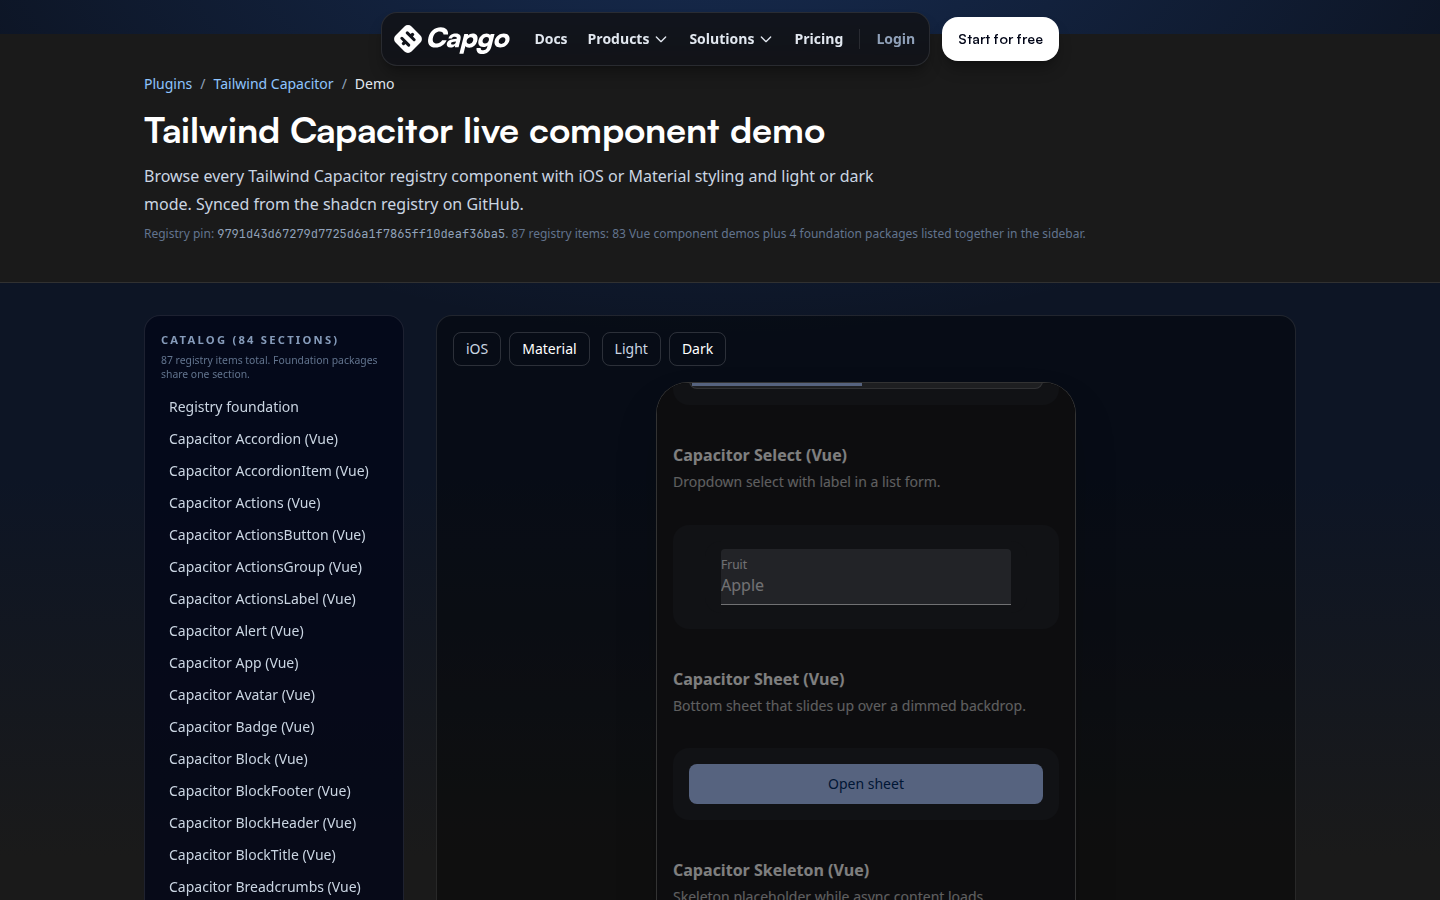 Capgo
Docs
Products
Solutions
Pricing
Login
Start for free
Plugins / Tailwind Capacitor / Demo
Tailwind Capacitor live component demo
Browse every Tailwind Capacitor registry component with iOS or Material styling and light or dark
mode. Synced from the shadcn registry on GitHub.
Registry pin: 9791d43d67279d7725d6a1f7865ff10deaf36ba5. 87 registry items: 83 Vue component demos plus 4 foundation packages listed together in the sidebar.
CATALOG (84 SECTIONS)
87 registry items total. Foundation packages
share one section.
Registry foundation
Capacitor Accordion (Vue)
Capacitor AccordionItem (Vue)
Capacitor Actions (Vue)
Capacitor ActionsButton (Vue)
Capacitor ActionsGroup (Vue)
Capacitor ActionsLabel (Vue)
Capacitor Alert (Vue)
Capacitor App (Vue)
Capacitor Avatar (Vue)
Capacitor Badge (Vue)
Capacitor Block (Vue)
Capacitor BlockFooter (Vue)
Capacitor BlockHeader (Vue)
Capacitor BlockTitle (Vue)
Capacitor Breadcrumbs (Vue)
iOS
Material
Light
Dark
Capacitor Select (Vue)
Dropdown select with label in a list form.
Fruit
Apple
Capacitor Sheet (Vue)
Bottom sheet that slides up over a dimmed backdrop.
Open sheet
Capacitor Skeleton (Vue)
Skeleton placeholder while async content loads.